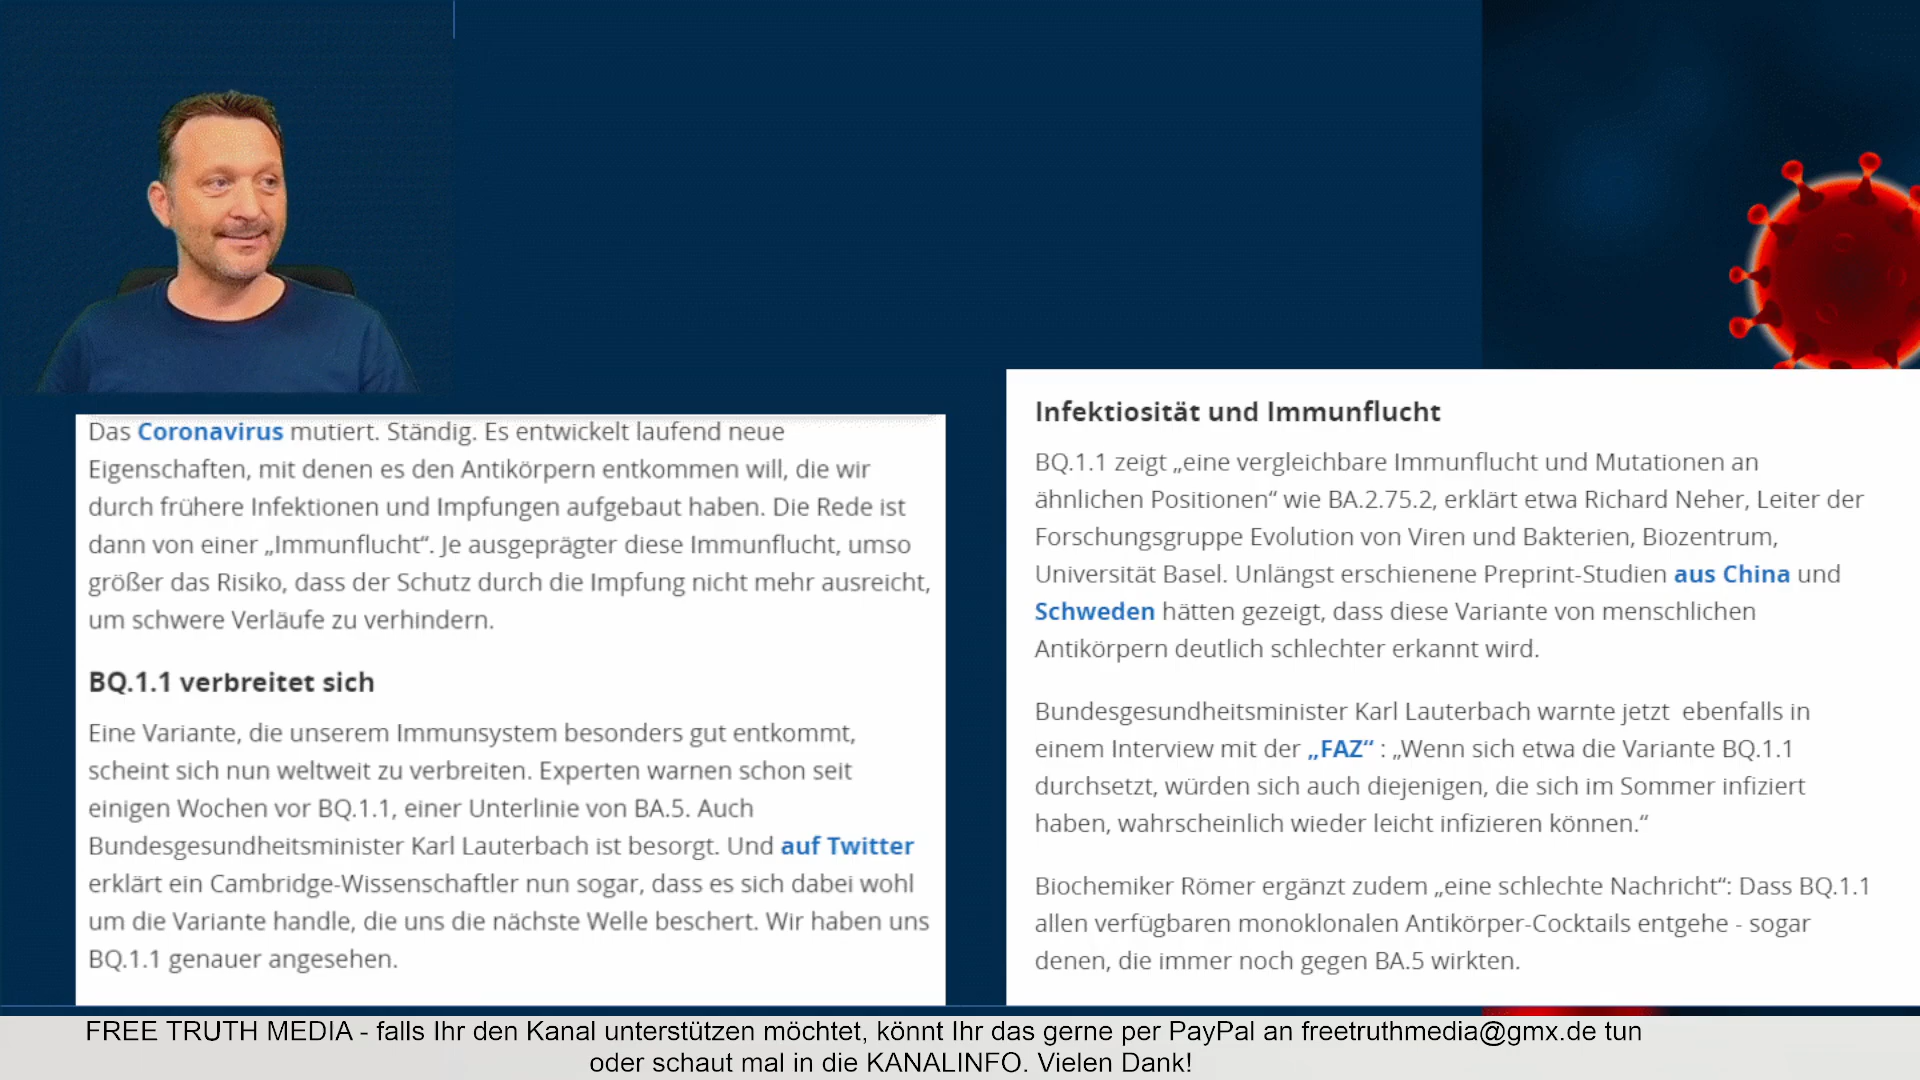 Das Coronavirus mutiert. Ständig. Es entwickelt laufend neue
Eigenschaften, mit denen es den Antikörpern entkommen will, die wir
durch frühere Infektionen und Impfungen aufgebaut haben. Die Rede ist
dann von einer „Immunflucht“. Je ausgeprägter diese Immunflucht, umso
größer das Risiko, dass der Schutz durch die Impfung nicht mehr ausreicht,
um schwere Verläufe zu verhindern.
BQ.1.1 verbreitet sich
Eine Variante, die unserem Immunsystem besonders gut entkommt,
scheint sich nun weltweit zu verbreiten. Experten warnen schon seit
einigen Wochen vor BQ.1.1, einer Unterlinie von BA.5. Auch
Bundesgesundheitsminister Karl Lauterbach ist besorgt. Und auf Twitter
erklärt ein Cambridge-Wissenschaftler nun sogar, dass es sich dabei wohl
um die Variante handle, die uns die nächste Welle beschert. Wir haben uns
BQ.1.1 genauer angesehen.
Infektiosität und Immunflucht
BQ.1.1 zeigt „eine vergleichbare Immunflucht und Mutationen an
ähnlichen Positionen“ wie BA.2.75.2, erklärt etwa Richard Neher, Leiter der
Forschungsgruppe Evolution von Viren und Bakterien, Biozentrum,
Universität Basel. Unlängst erschienene Preprint-Studien aus China und
Schweden hätten gezeigt, dass diese Variante von menschlichen
Antikörpern deutlich schlechter erkannt wird.
Bundesgesundheitsminister Karl Lauterbach warnte jetzt ebenfalls in
einem Interview mit der „FAZ“ : „Wenn sich etwa die Variante BQ.1.1
durchsetzt, würden sich auch diejenigen, die sich im Sommer infiziert
haben, wahrscheinlich wieder leicht infizieren können.“
Biochemiker Römer ergänzt zudem „eine schlechte Nachricht“: Dass BQ.1.1
allen verfügbaren monoklonalen Antikörper-Cocktails entgehe - sogar
denen, die immer noch gegen BA.5 wirkten.
FREE TRUTH MEDIA - falls Ihr den Kanal unterstützen möchtet, könnt Ihr das gerne per PayPal an freetruthmedia@gmx.de tun
oder schaut mal in die KANALINFO. Vielen Dank!